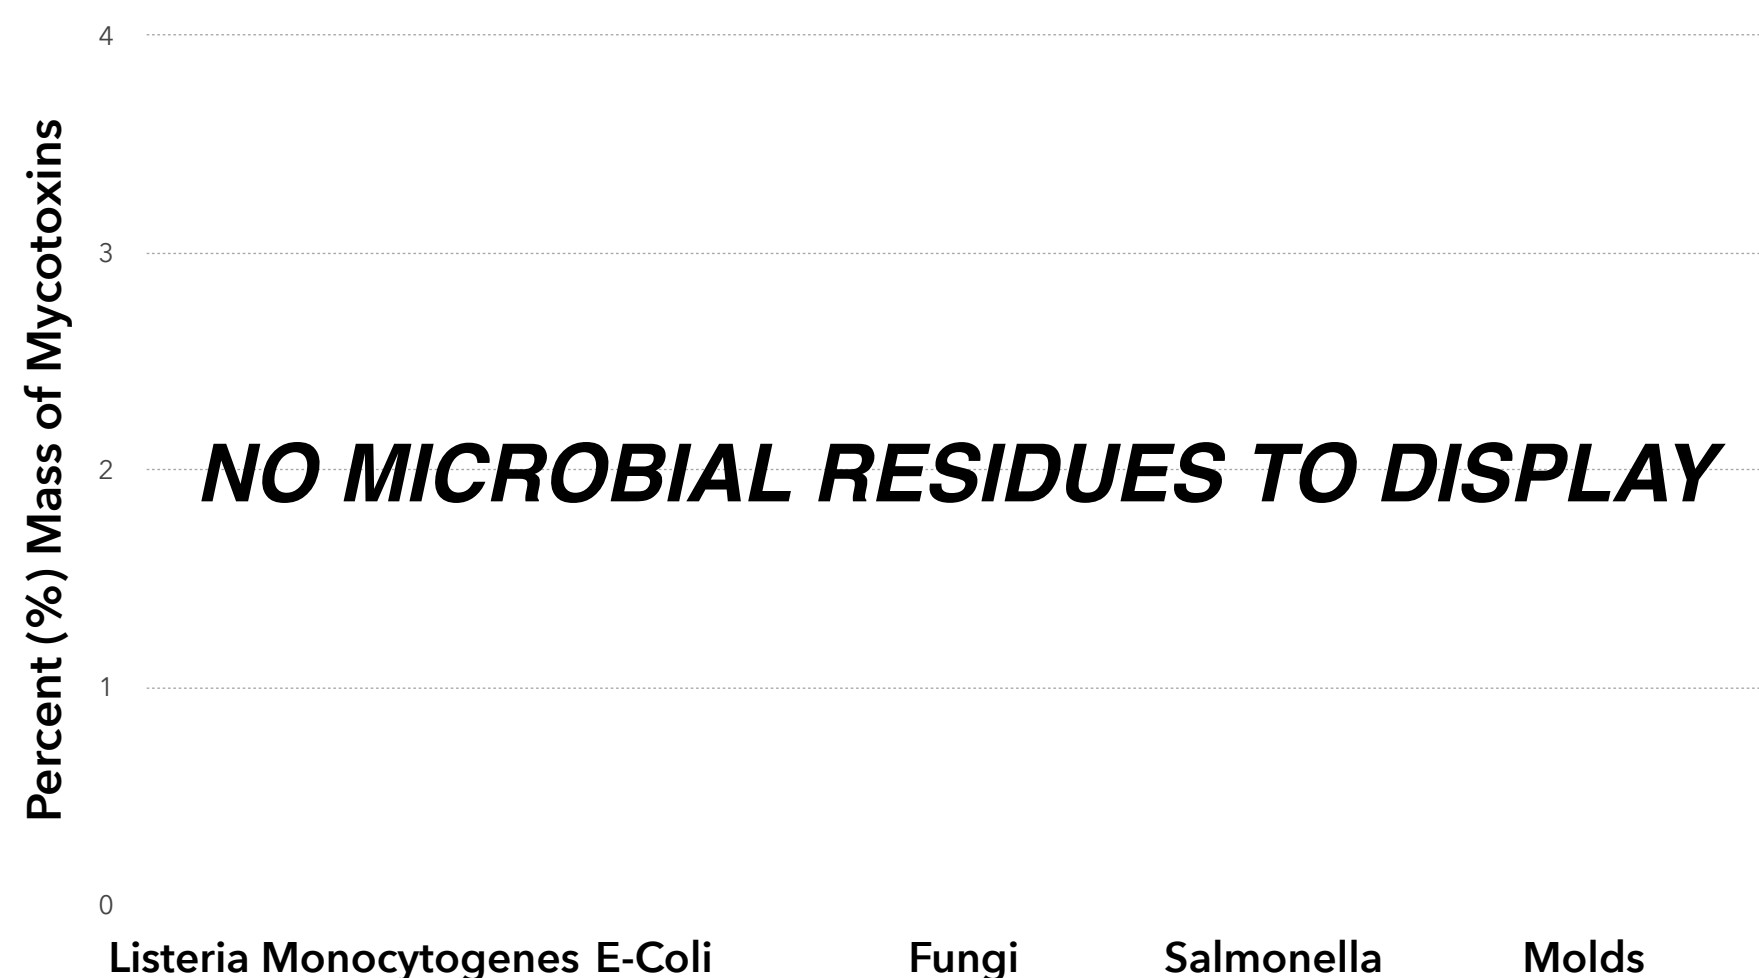 4
Percent (%) Mass of Mycotoxins
3
NO MICROBIAL RESIDUES TO DISPLAY
2
1
0
Listeria Monocytogenes E-Coli Fungi Salmonella Molds